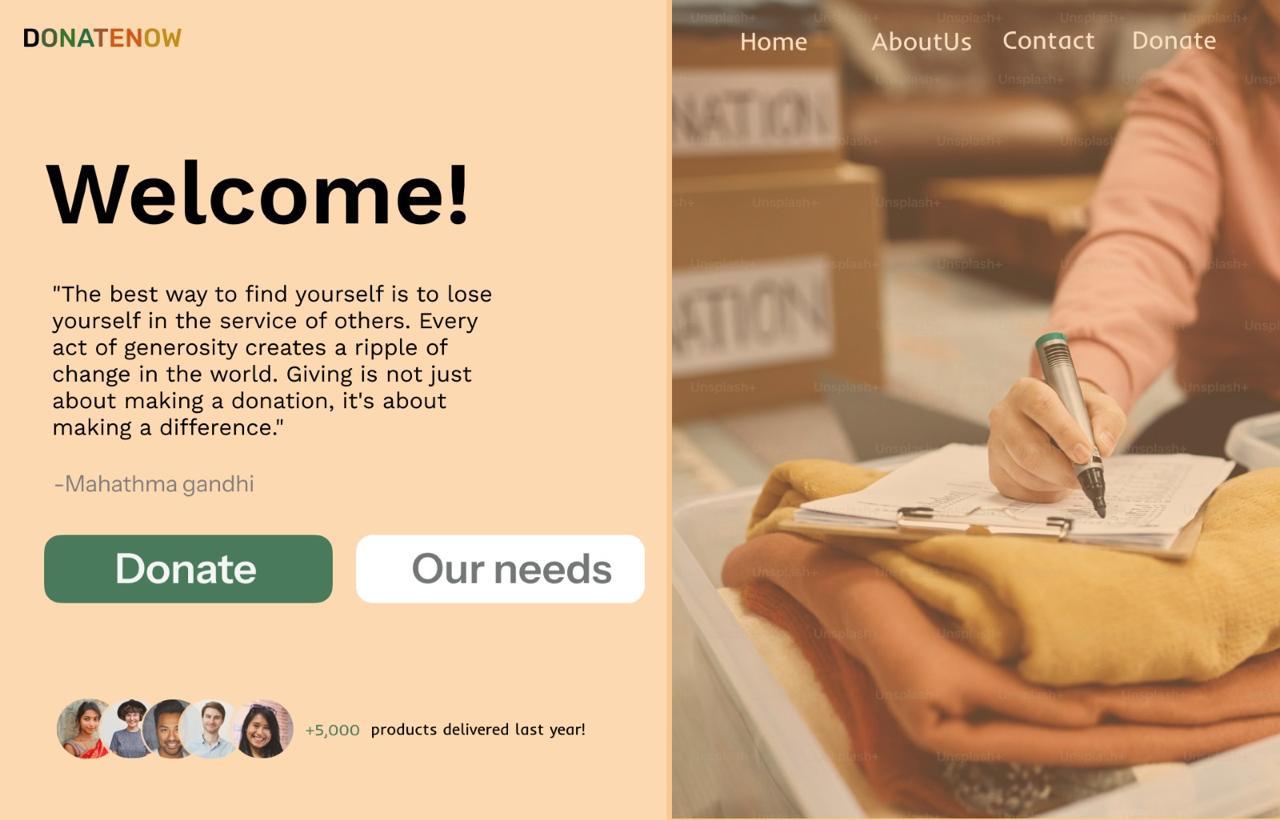 DONATENOW
Home AboutUs Contact Donate
Welcome!
"The best way to find yourself is to lose
yourself in the service of others. Every
act of generosity creates a ripple of
change in the world. Giving is not just
about making a donation, it's about
making a difference."
-Mahathma gandhi
Donate Our needs
+5,000 products delivered last year!
NATION
ATION
Unsplash+